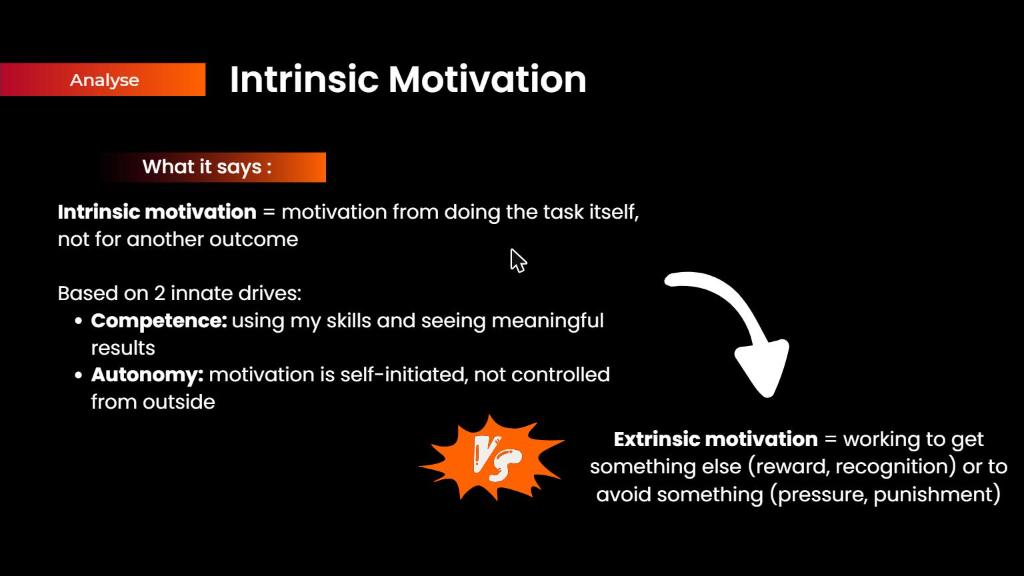 Analyse
Intrinsic Motivation
What it says :
Intrinsic motivation = motivation from doing the task itself,
not for another outcome
Based on 2 innate drives:
• Competence: using my skills and seeing meaningful
results
• Autonomy: motivation is self-initiated, not controlled
from outside
VS
Extrinsic motivation = working to get
something else (reward, recognition) or to
avoid something (pressure, punishment)